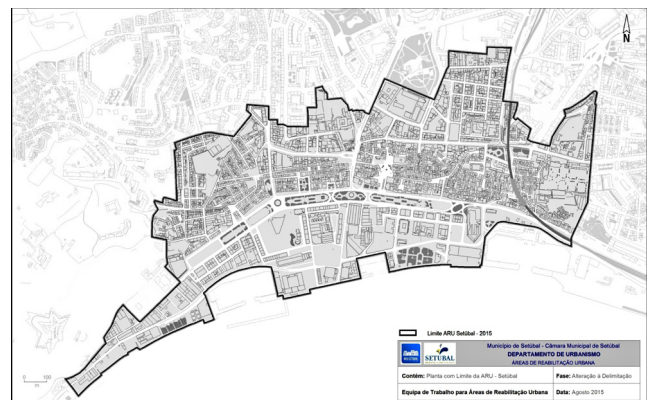 N
Limite ARU Setúbal - 2015
0 100
m
SETÚBAL
Município de Setúbal - Câmara Municipal de Setúbal
DEPARTAMENTO DE URBANISMO
ÁREAS DE REABILITAÇÃO URBANA
Contém: Planta com Limite da ARU - Setúbal
Fase: Alteração à Delimitação
Equipa de Trabalho para Áreas de Reabilitação Urbana
Data: Agosto 2015